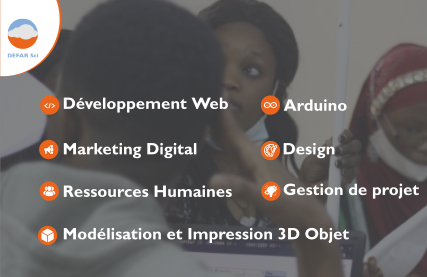 DEFAR Sci
Développement Web
Arduino
Marketing Digital
Design
Ressources Humaines
Gestion de projet
Modélisation et Impression 3D Objet